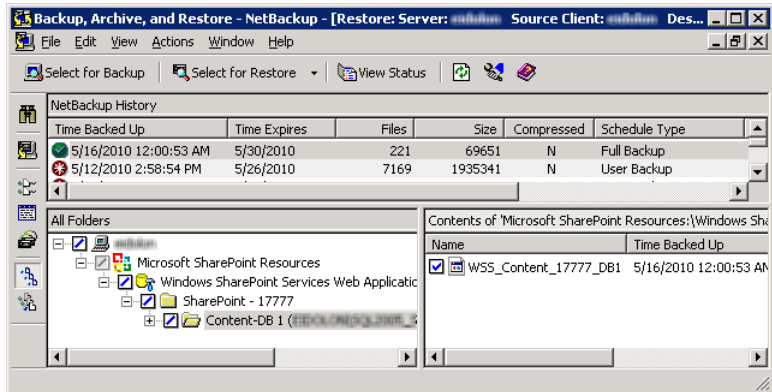 Backup, Archive, and Restore - NetBackup - [Restore: Server: Source Client: Des...
File Edit View Actions Window Help
Select for Backup Select for Restore View Status
NetBackup History
Time Backed Up Time Expires Files Size Compressed Schedule Type
5/16/2010 12:00:53 AM 5/30/2010 221 69651 N Full Backup
5/12/2010 2:58:54 PM 5/26/2010 7169 1935341 N User Backup
All Folders
Microsoft SharePoint Resources
Windows SharePoint Services Web Applicatic
SharePoint - 17777
Content-DB 1 (
Contents of 'Microsoft SharePoint Resources:\Windows Sha
Name Time Backed Up
WSS_Content_17777_DB1 5/16/2010 12:00:53 AM